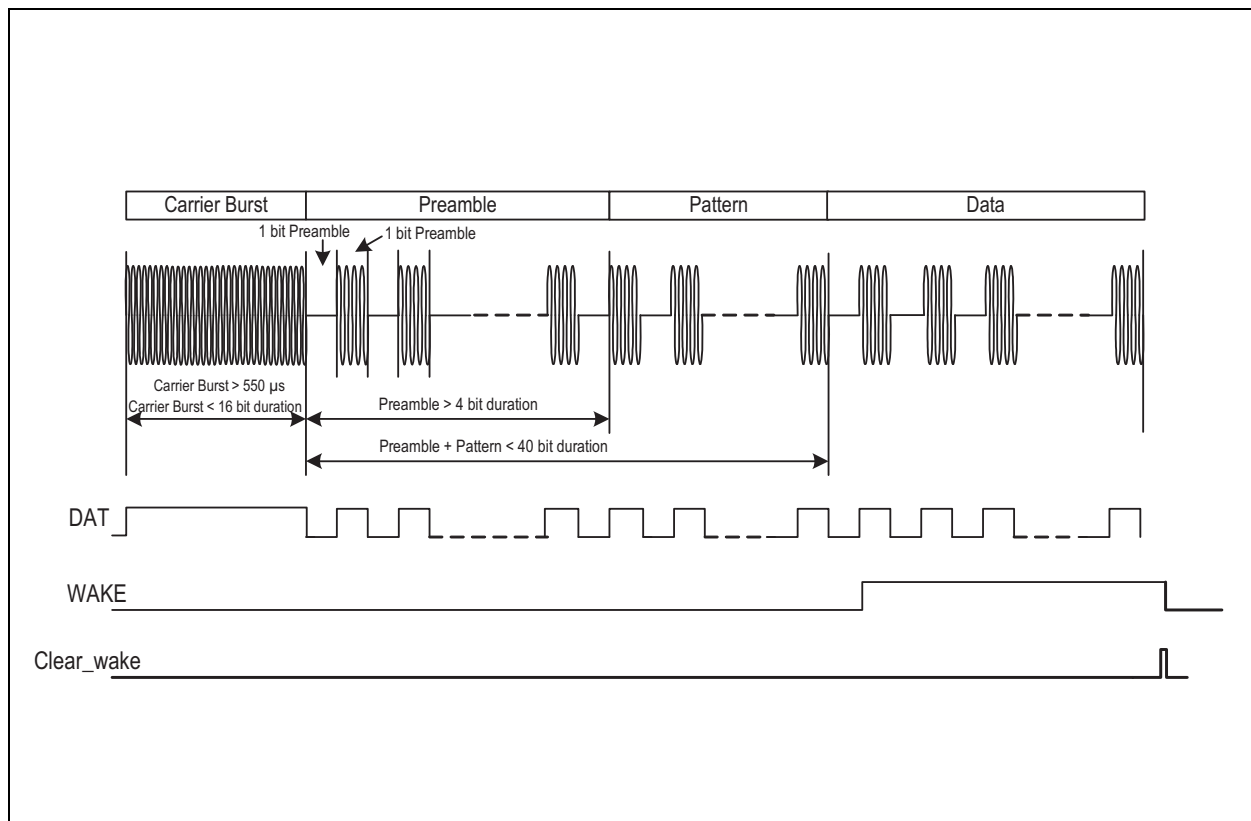 Carrier Burst
Preamble
Pattern
Data
1 bit Preamble
1 bit Preamble
Carrier Burst > 550 µs
Carrier Burst < 16 bit duration
Preamble > 4 bit duration
Preamble + Pattern < 40 bit duration
DAT
WAKE
Clear_wake